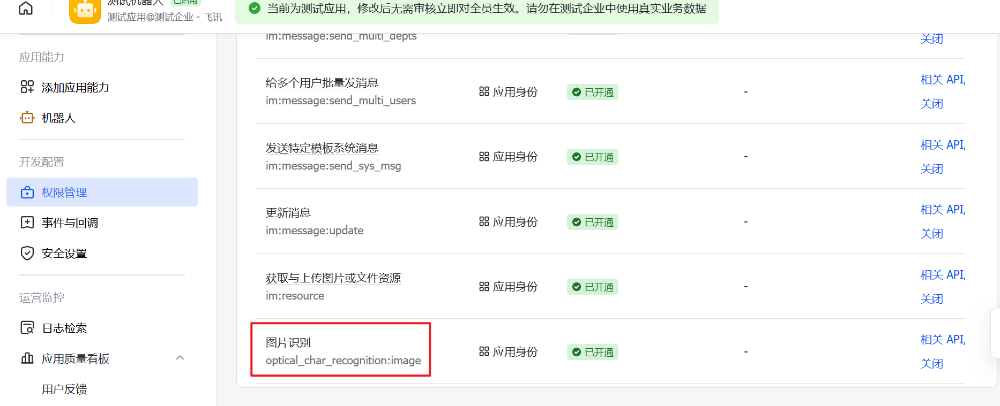 测试机器人 已启用
测试应用@测试企业 - 飞讯
当前为测试应用，修改后无需审核立即对全员生效。请勿在测试企业中使用真实业务数据
应用能力
添加应用能力
机器人
开发配置
权限管理
事件与回调
安全设置
运营监控
日志检索
应用质量看板
用户反馈
im:message:send_multi_depts
关闭
给多个用户批量发消息
im:message:send_multi_users
应用身份
已开通
-
相关 API/
关闭
发送特定模板系统消息
im:message:send_sys_msg
应用身份
已开通
-
相关 API/
关闭
更新消息
im:message:update
应用身份
已开通
-
相关 API/
关闭
获取与上传图片或文件资源
im:resource
应用身份
已开通
-
相关 API/
关闭
图片识别
optical_char_recognition:image
应用身份
已开通
-
相关 API/
关闭